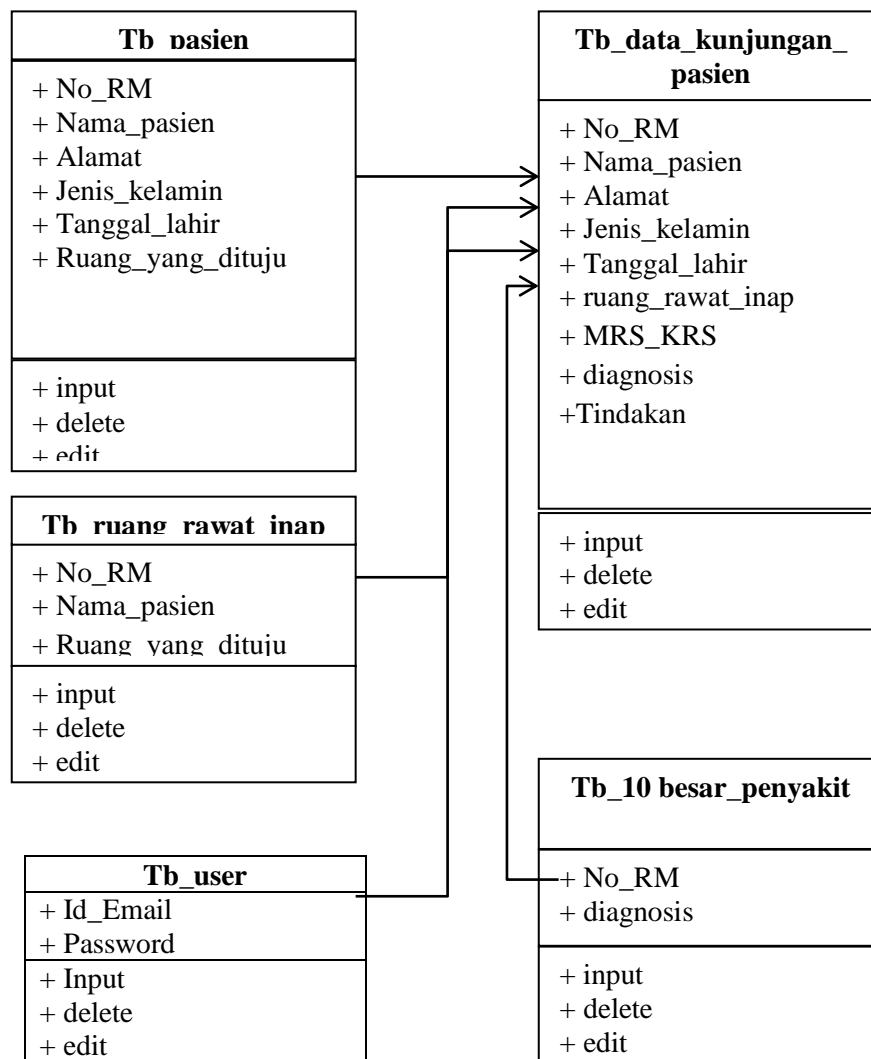 Tb_pasien
+ No_RM
+ Nama_pasien
+ Alamat
+ Jenis_kelamin
+ Tanggal_lahir
+ Ruang_yang_dituju
+ input
+ delete
+ edit
Tb_ruang_rawat_inap
+ No_RM
+ Nama_pasien
+ Ruang_yang_dituju
+ input
+ delete
+ edit
Tb_user
+ Id_Email
+ Password
+ Input
+ delete
+ edit
Tb_data_kunjungan_
pasien
+ No_RM
+ Nama_pasien
+ Alamat
+ Jenis_kelamin
+ Tanggal_lahir
+ ruang_rawat_inap
+ MRS_KRS
+ diagnosis
+Tindakan
+ input
+ delete
+ edit
Tb_10 besar_penyakit
+ No_RM
+ diagnosis
+ input
+ delete
+ edit